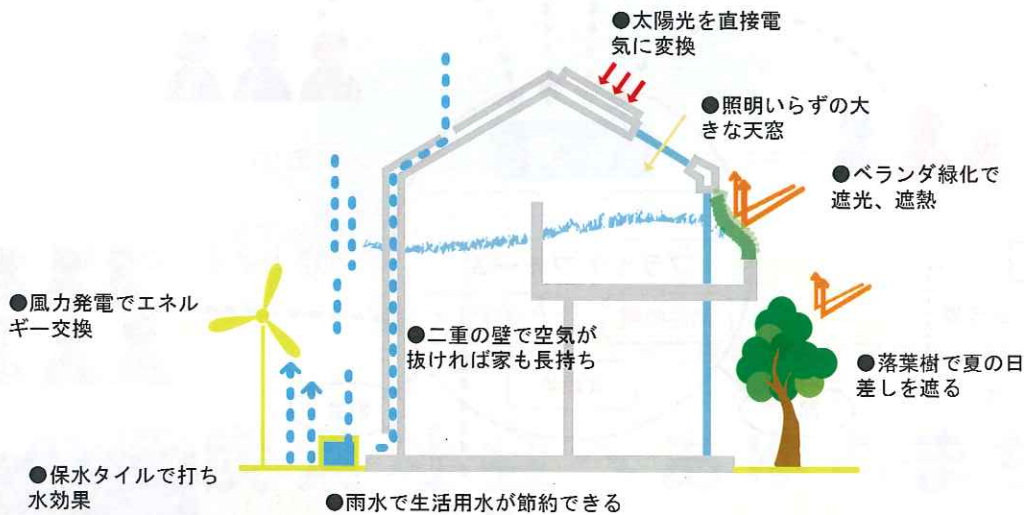 ●太陽光を直接電
気に変換
●照明いらずの大
きな天窓
●ベランダ緑化で
遮光、遮熱
●風力発電でエネル
ギー交換
●二重の壁で空気が
抜ければ家も長持ち
●落葉樹で夏の日
差しを遮る
●保水タイルで打ち
水効果
●雨水で生活用水が節約できる